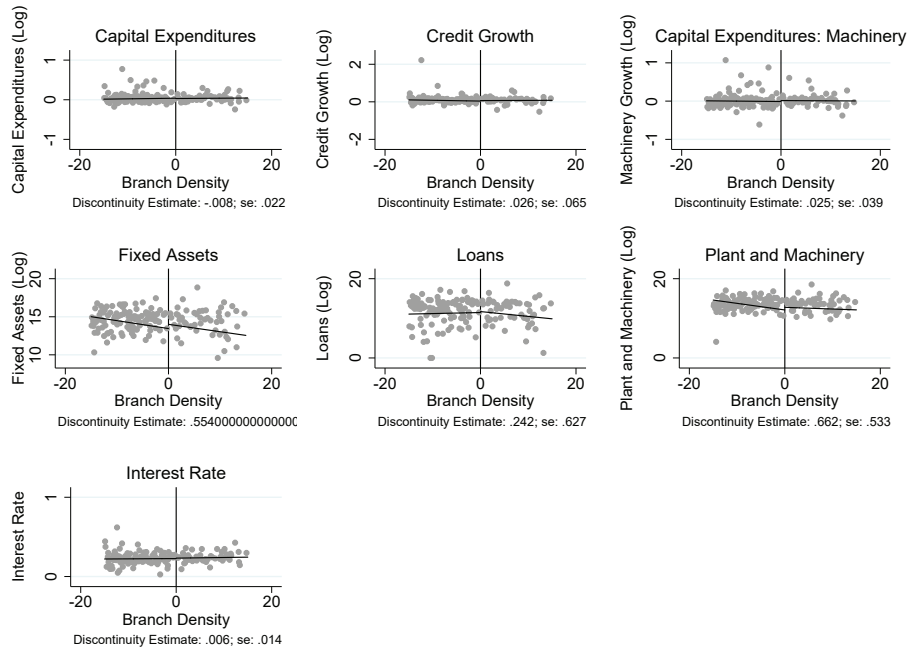 Capital Expenditures
Capital Expenditures (Log)
1
0
-1
-20 0 20
Branch Density
Discontinuity Estimate: -.008; se: .022
Credit Growth
Credit Growth (Log)
2
0
-2
-20 0 20
Branch Density
Discontinuity Estimate: .026; se: .065
Capital Expenditures: Machinery
Machinery Growth (Log)
1
0
-1
-20 0 20
Branch Density
Discontinuity Estimate: .025; se: .039
Fixed Assets
Fixed Assets (Log)
20
15
10
-20 0 20
Branch Density
Discontinuity Estimate: .554000000000000
Loans
Loans (Log)
20
0
-20 0 20
Branch Density
Discontinuity Estimate: .242; se: .627
Plant and Machinery
Plant and Machinery (Log)
20
0
-20 0 20
Branch Density
Discontinuity Estimate: .662; se: .533
Interest Rate
Interest Rate
1
0
-20 0 20
Branch Density
Discontinuity Estimate: .006; se: .014